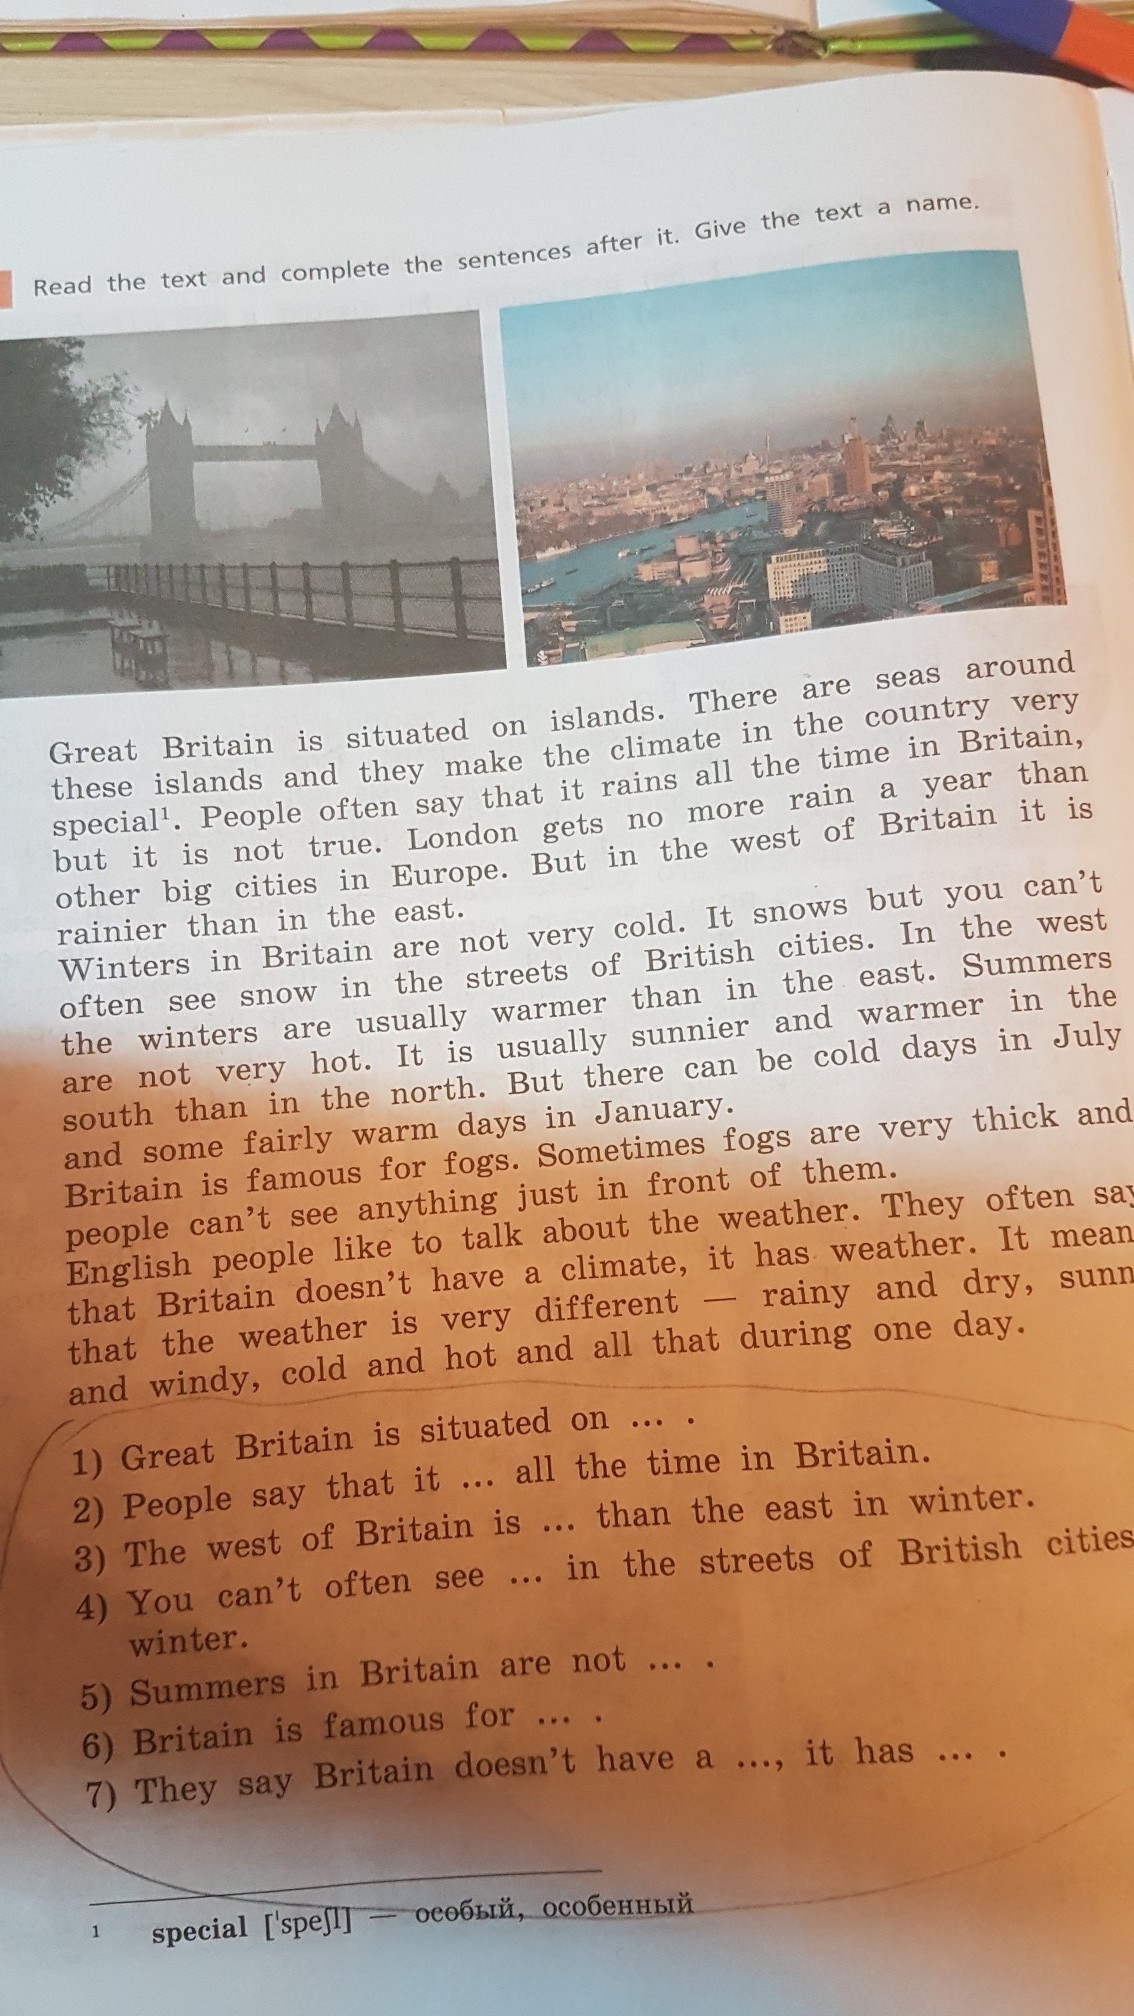 Read the text and complete the sentences after it. Give the text a name.
Great Britain is situated on islands. There are seas around
these islands and they make the climate in the country very
special¹. People often say that it rains all the time in Britain,
but it is not true. London gets no more rain a year than
other big cities in Europe. But in the west of Britain it is
rainier than in the east.
Winters in Britain are not very cold. It snows but you can't
often see snow in the streets of British cities. In the west
the winters are usually warmer than in the east. Summers
are not very hot. It is usually sunnier and warmer in the
south than in the north. But there can be cold days in July
and some fairly warm days in January.
Britain is famous for fogs. Sometimes fogs are very thick and
people can't see anything just in front of them.
English people like to talk about the weather. They often say
that Britain doesn't have a climate, it has weather. It mean
that the weather is very different — rainy and dry, sunn
and windy, cold and hot and all that during one day.
1) Great Britain is situated on ... .
2) People say that it ... all the time in Britain.
3) The west of Britain is ... than the east in winter.
4) You can't often see ... in the streets of British cities
winter.
5) Summers in Britain are not ... .
6) Britain is famous for ... .
7) They say Britain doesn't have a ..., it has ... .
1 special ['speʃl] — особый, особенный